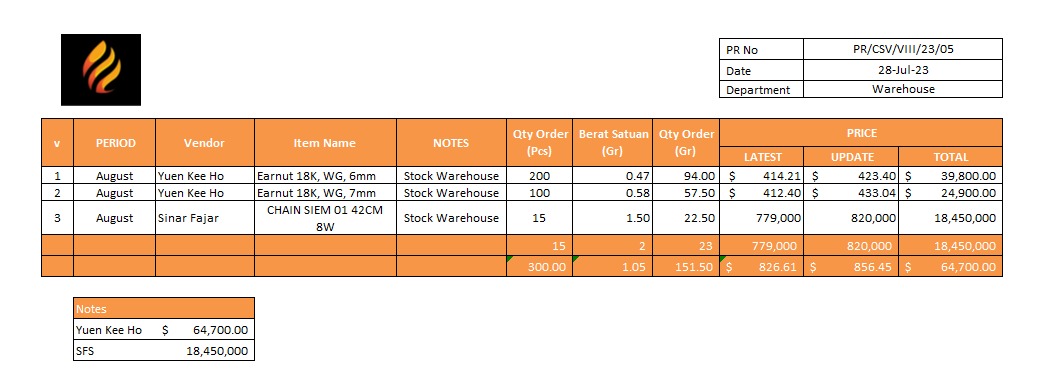 PR No PR/CSV/VIII/23/05
Date 28-Jul-23
Department Warehouse
v PERIOD Vendor Item Name NOTES Qty Order (Pcs) Berat Satuan (Gr) Qty Order (Gr) PRICE
LATEST UPDATE TOTAL
1 August Yuen Kee Ho Earnut 18K, WG, 6mm Stock Warehouse 200 0.47 94.00 $ 414.21 $ 423.40 $ 39,800.00
2 August Yuen Kee Ho Earnut 18K, WG, 7mm Stock Warehouse 100 0.58 57.50 $ 412.40 $ 433.04 $ 24,900.00
3 August Sinar Fajar CHAIN SIEM 01 42CM 8W Stock Warehouse 15 1.50 22.50 779,000 820,000 18,450,000
15 2 23 779,000 820,000 18,450,000
300.00 1.05 151.50 $ 826.61 $ 856.45 $ 64,700.00
Notes
Yuen Kee Ho $ 64,700.00
SFS 18,450,000